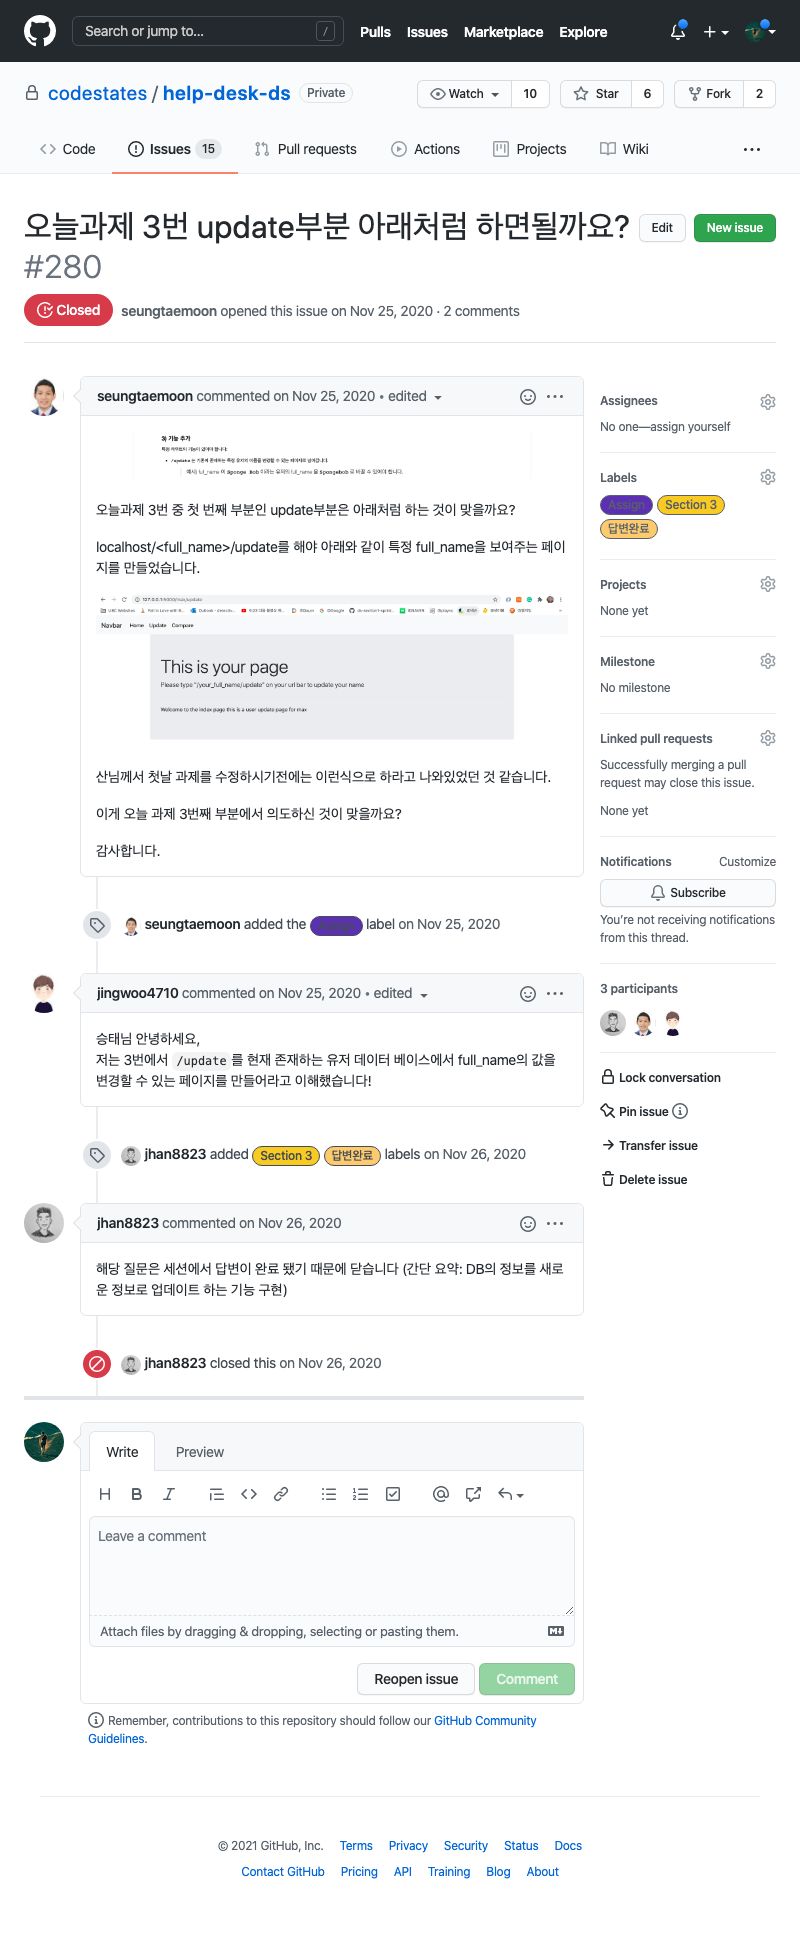 Search or jump to... /
Pulls Issues Marketplace Explore
codestates / help-desk-ds Private
Watch 10 Star 6 Fork 2
Code Issues 15 Pull requests Actions Projects Wiki ...
오늘과제 3번 update부분 아래처럼 하면될까요?
#280
Edit New issue
Closed seungtaemoon opened this issue on Nov 25, 2020 · 2 comments
seungtaemoon commented on Nov 25, 2020 • edited
3) 기능 추가
오늘과제 3번 중 첫 번째 부분인 update부분은 아래처럼 하는 것이 맞을까요?
localhost/<full_name>/update를 해야 아래와 같이 특정 full_name을 보여주는 페이
지를 만들었습니다.
127.0.0.1:5000/max/update
Navbar Home Update Compare
This is your page
Please type "/your_full_name/update" on your url bar to update your name
Welcome to the index page this is a user update page for max
산님께서 첫날 과제를 수정하시기전에는 이런식으로 하라고 나와있었던 것 같습니다.
이게 오늘 과제 3번째 부분에서 의도하신 것이 맞을까요?
감사합니다.
seungtaemoon added the label on Nov 25, 2020
jingwoo4710 commented on Nov 25, 2020 • edited
승태님 안녕하세요,
저는 3번에서 /update 를 현재 존재하는 유저 데이터 베이스에서 full_name의 값을
변경할 수 있는 페이지를 만들어라고 이해했습니다!
jhan8823 added Section 3 답변완료 labels on Nov 26, 2020
jhan8823 commented on Nov 26, 2020
해당 질문은 세션에서 답변이 완료 됐기 때문에 닫습니다 (간단 요약: DB의 정보를 새로
운 정보로 업데이트 하는 기능 구현)
jhan8823 closed this on Nov 26, 2020
Assignees
No one—assign yourself
Labels
Assign Section 3
답변완료
Projects
None yet
Milestone
No milestone
Linked pull requests
Successfully merging a pull
request may close this issue.
None yet
Notifications Customize
Subscribe
You're not receiving notifications
from this thread.
3 participants
Lock conversation
Pin issue
Transfer issue
Delete issue
Write Preview
Leave a comment
Attach files by dragging & dropping, selecting or pasting them.
Reopen issue Comment
Remember, contributions to this repository should follow our GitHub Community
Guidelines.
© 2021 GitHub, Inc. Terms Privacy Security Status Docs
Contact GitHub Pricing API Training Blog About